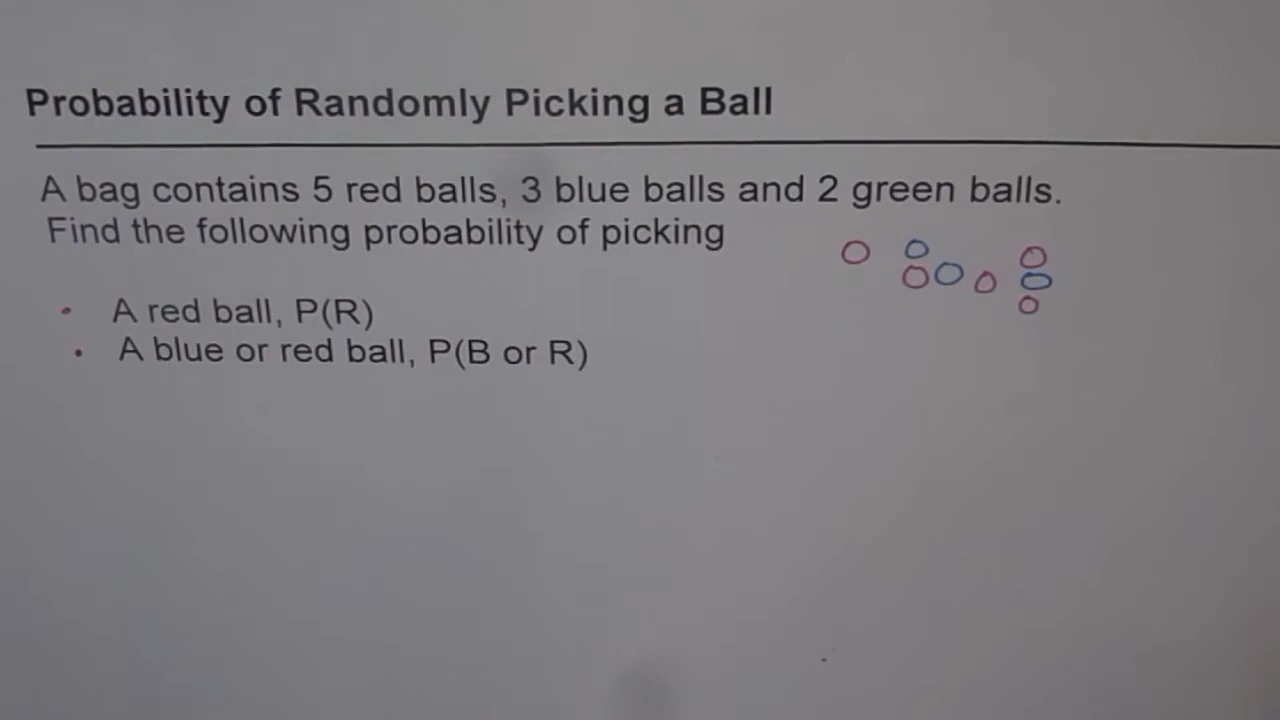 Probability of Randomly Picking a Ball
A bag contains 5 red balls, 3 blue balls and 2 green balls.
Find the following probability of picking
• A red ball, P(R)
• A blue or red ball, P(B or R)